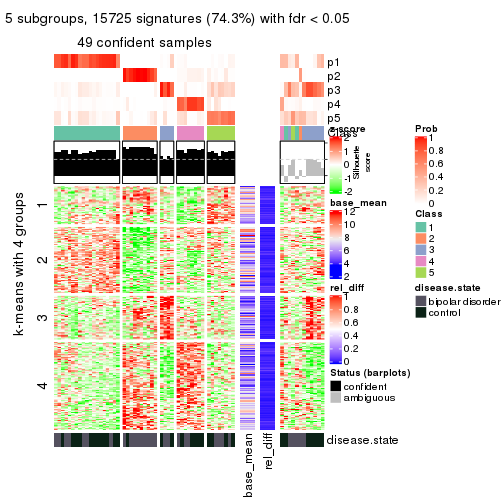 5 subgroups, 15725 signatures (74.3%) with fdr < 0.05
49 confident samples
p1
p2
p3
p4
p5
Class
Silhouette
score
k-means with 4 groups
1
2
3
4
base_mean
rel_diff
disease.state
z-score
2
1
0
-1
-2
base_mean
12
10
8
6
4
2
rel_diff
1
0.8
0.6
0.4
0.2
0
Status (barplots)
confident
ambiguous
Prob
1
0.8
0.6
0.4
0.2
0
Class
1
2
3
4
5
disease.state
bipolar disorder
control